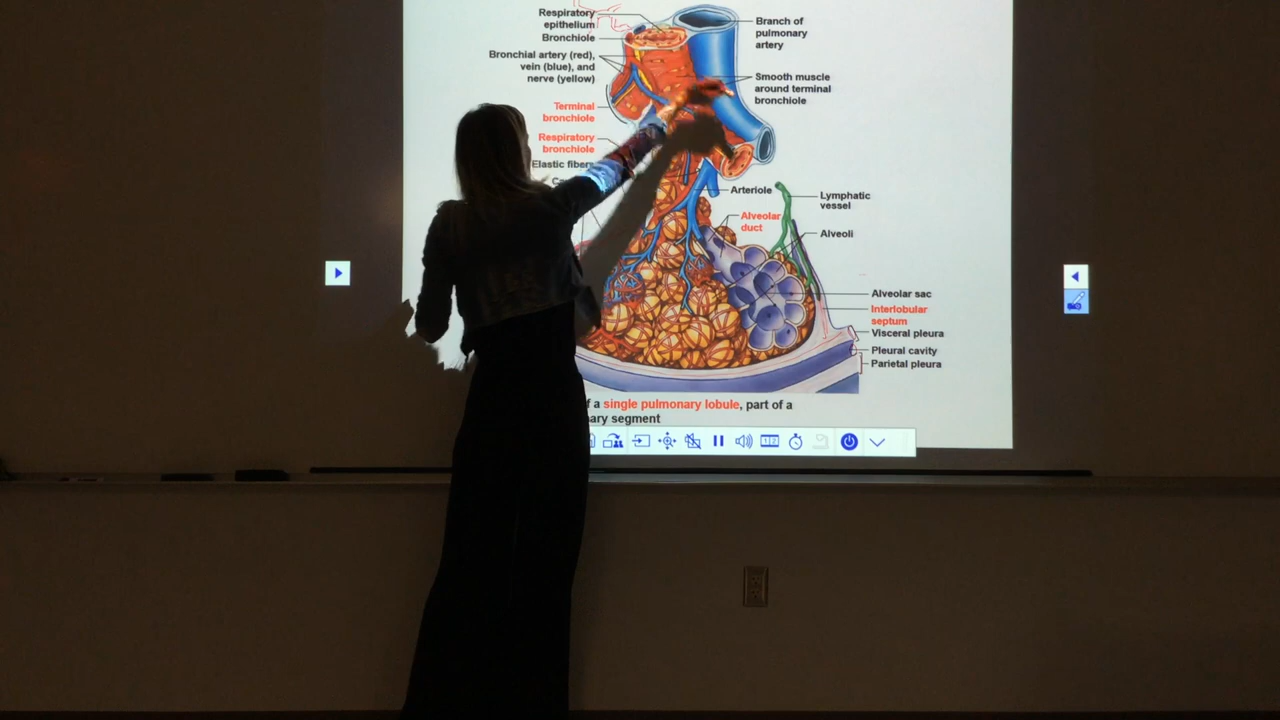 Respiratory
epithelium
Bronchiole
Bronchial artery (red),
vein (blue), and
nerve (yellow)
Terminal
bronchiole
Respiratory
bronchiole
Elastic fibers
Branch of
pulmonary
artery
Smooth muscle
around terminal
bronchiole
Arteriole
Lymphatic
vessel
Alveolar
duct
Alveoli
Alveolar sac
Interlobular
septum
Visceral pleura
Pleural cavity
Parietal pleura
f a single pulmonary lobule, part of a
ary segment